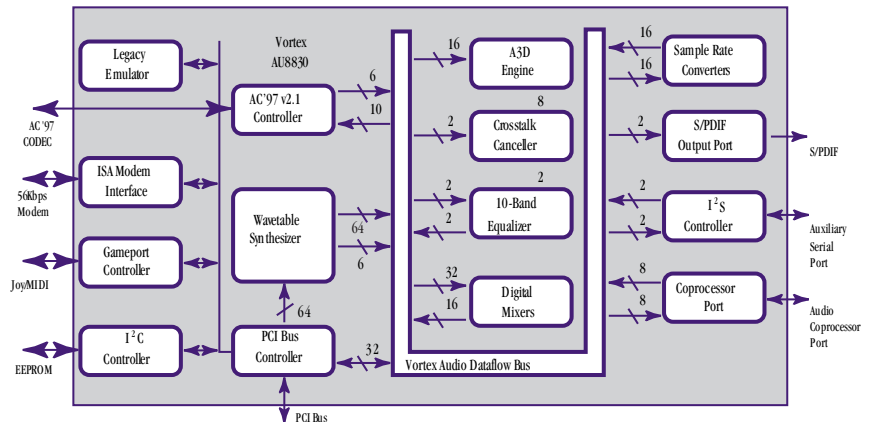 Vortex
AU8830
Legacy
Emulator
AC'97 v2.1
Controller
AC '97
CODEC
6
10
ISA Modem
Interface
56Kbps
Modem
Wavetable
Synthesizer
64
6
Gameport
Controller
Joy/MIDI
64
I²C
Controller
EEPROM
PCI Bus
Controller
32
PCI Bus
16
A3D
Engine
8
2
Crosstalk
Canceller
2
2
2
10-Band
Equalizer
32
16
Digital
Mixers
Vortex Audio Dataflow Bus
16
16
Sample Rate
Converters
2
S/PDIF
Output Port
S/PDIF
2
2
I²S
Controller
Auxiliary
Serial
Port
8
8
Coprocessor
Port
Audio
Coprocessor
Port